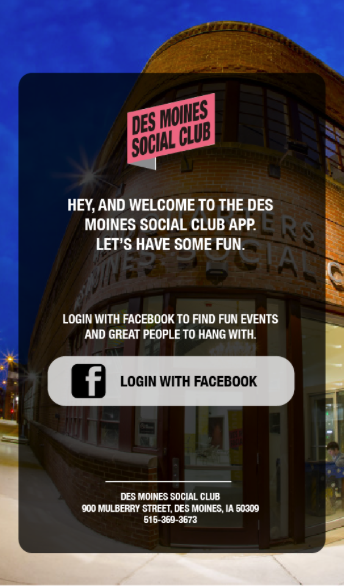 DES MOINES
SOCIAL CLUB
HEY, AND WELCOME TO THE DES
MOINES SOCIAL CLUB APP.
LET'S HAVE SOME FUN.
LOGIN WITH FACEBOOK TO FIND FUN EVENTS
AND GREAT PEOPLE TO HANG WITH.
f LOGIN WITH FACEBOOK
DES MOINES SOCIAL CLUB
900 MULBERRY STREET, DES MOINES, IA 50309
515-369-3673